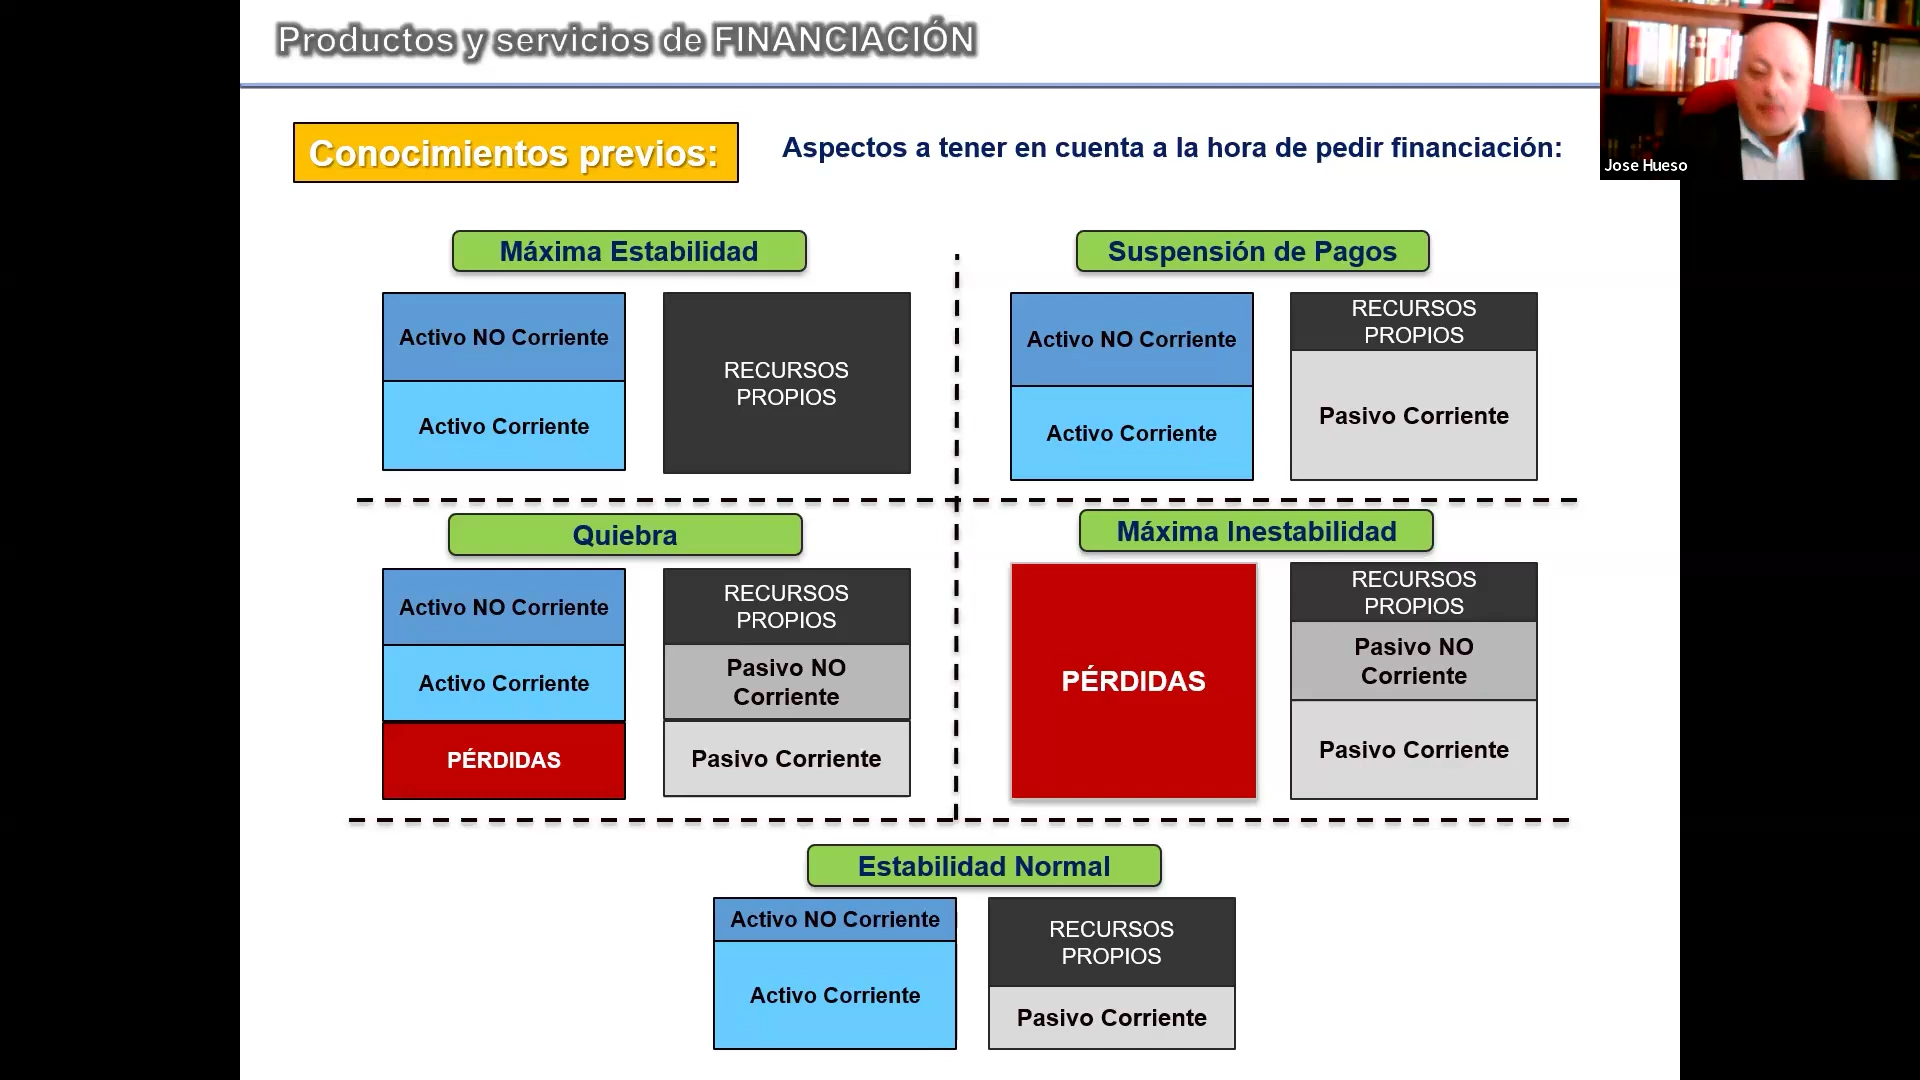 Productos y servicios de FINANCIACIÓN
Jose Hueso
Conocimientos previos:
Aspectos a tener en cuenta a la hora de pedir financiación:
Máxima Estabilidad
Activo NO Corriente
Activo Corriente
RECURSOS
PROPIOS
Suspensión de Pagos
Activo NO Corriente
Activo Corriente
RECURSOS
PROPIOS
Pasivo Corriente
Quiebra
Activo NO Corriente
Activo Corriente
PÉRDIDAS
RECURSOS
PROPIOS
Pasivo NO
Corriente
Pasivo Corriente
Máxima Inestabilidad
PÉRDIDAS
RECURSOS
PROPIOS
Pasivo NO
Corriente
Pasivo Corriente
Estabilidad Normal
Activo NO Corriente
Activo Corriente
RECURSOS
PROPIOS
Pasivo Corriente